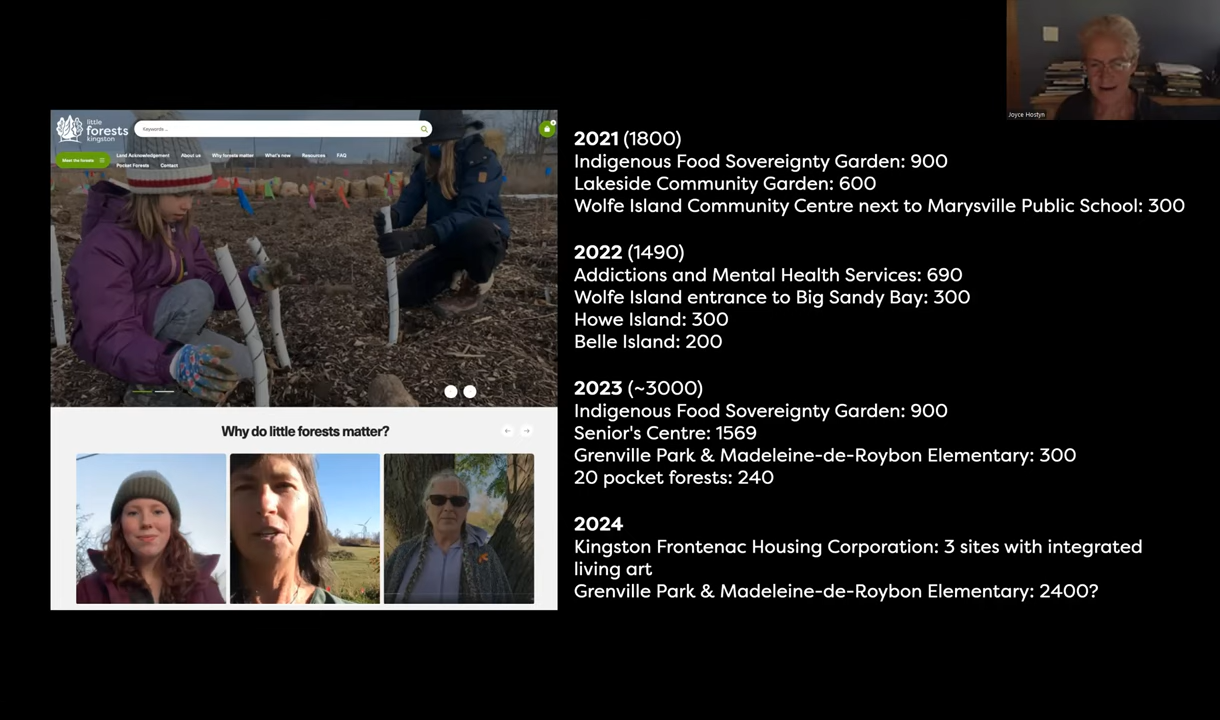 Joyce Hostyn
little
forests
kingston
Keywords...
0
Meet the forests
Land Acknowledgement About us Why forests matter What's new Resources FAQ
Pocket Forests Contact
Why do little forests matter?
2021 (1800)
Indigenous Food Sovereignty Garden: 900
Lakeside Community Garden: 600
Wolfe Island Community Centre next to Marysville Public School: 300
2022 (1490)
Addictions and Mental Health Services: 690
Wolfe Island entrance to Big Sandy Bay: 300
Howe Island: 300
Belle Island: 200
2023 (~3000)
Indigenous Food Sovereignty Garden: 900
Senior's Centre: 1569
Grenville Park & Madeleine-de-Roybon Elementary: 300
20 pocket forests: 240
2024
Kingston Frontenac Housing Corporation: 3 sites with integrated
living art
Grenville Park & Madeleine-de-Roybon Elementary: 2400?